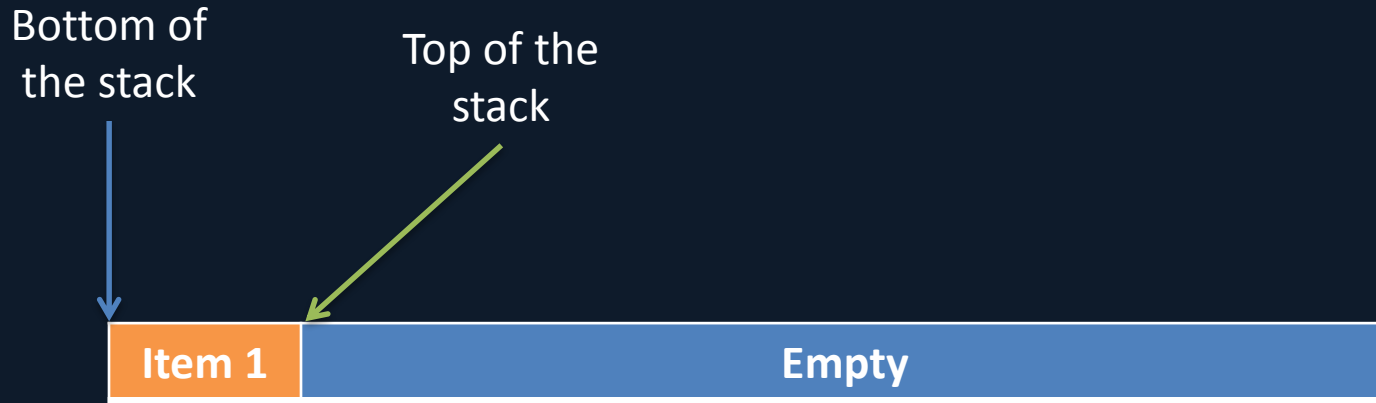 Bottom of
the stack
Top of the
stack
Item 1
Empty